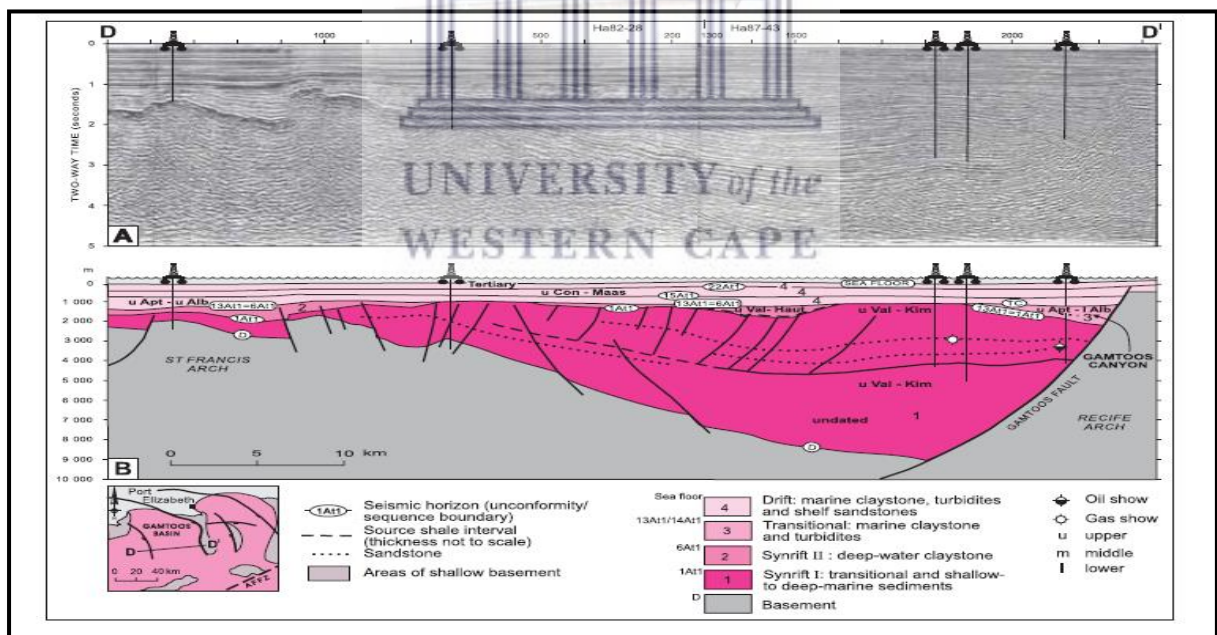 D
Ha82-28
Ha87-43
D'
1000
500
200
1500
2000
0
1
2
3
4
5
TWO-WAY TIME (seconds)
UNIVERSITY of the
WESTERN CAPE
A
m
0
1 000
2 000
3 000
4 000
5 000
6 000
7 000
8 000
9 000
10 000
Tertiary
22At1
4
SEA FLOOR
u Apt - u Alb
13At1=6At1
2
u Con - Maas
15At1
4
13At1=6At1
4
TC
1At1
1At1
u Val-Haut
u Val - Kim
13At1=1At1
u Apt - l Alb
3
D
ST FRANCIS
ARCH
GAMTOOS
CANYON
u Val - Kim
undated
1
GAMTOOS FAULT
RECIFE
ARCH
D
B
0 5 10 km
Port
Elizabeth
GAMTOOS
BASIN
D
D'
0 20 40 km
AFFZ
1At1
Seismic horizon (unconformity/
sequence boundary)
Source shale interval
(thickness not to scale)
Sandstone
Areas of shallow basement
Sea floor
4 Drift: marine claystone, turbidites
and shelf sandstones
13At1/14At1
3 Transitional: marine claystone
and turbidites
6At1
2 Synrift II : deep-water claystone
1At1
1 Synrift I: transitional and shallow-
to deep-marine sediments
D
Basement
Oil show
Gas show
u upper
m middle
l lower